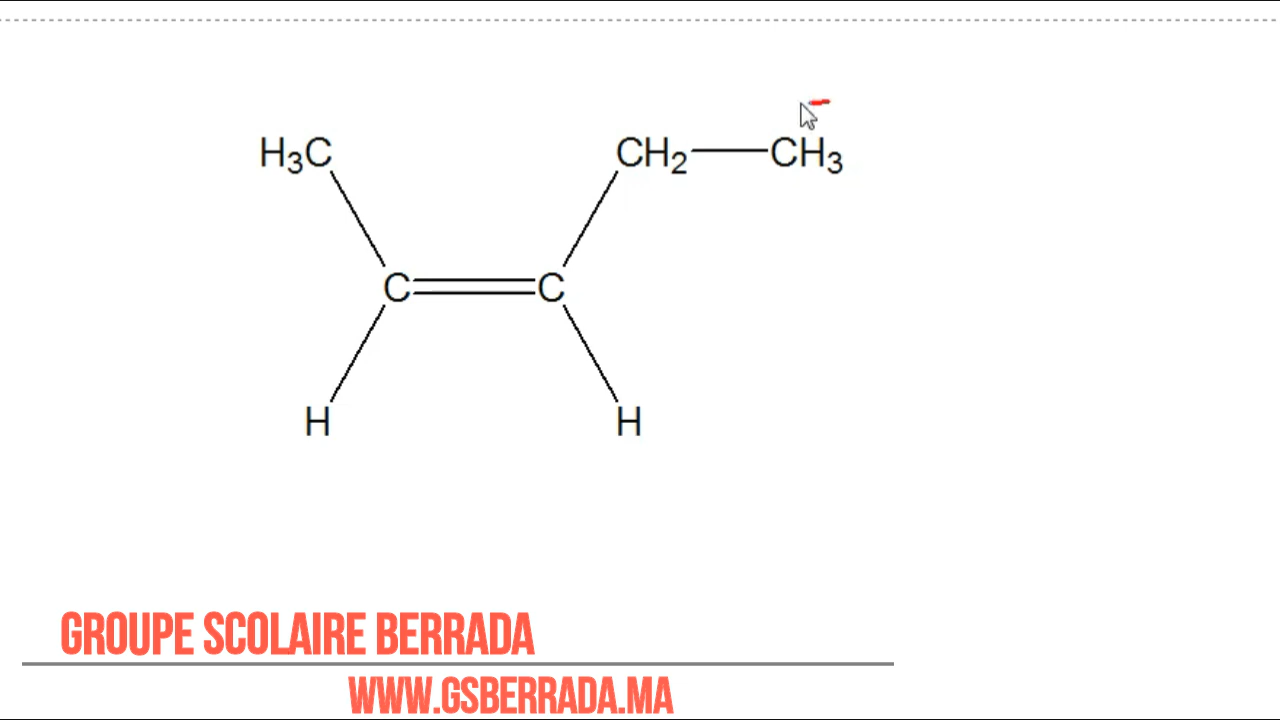 H₃C CH₂ CH₃
C C
H H
GROUPE SCOLAIRE BERRADA
WWW.GSBERRADA.MA